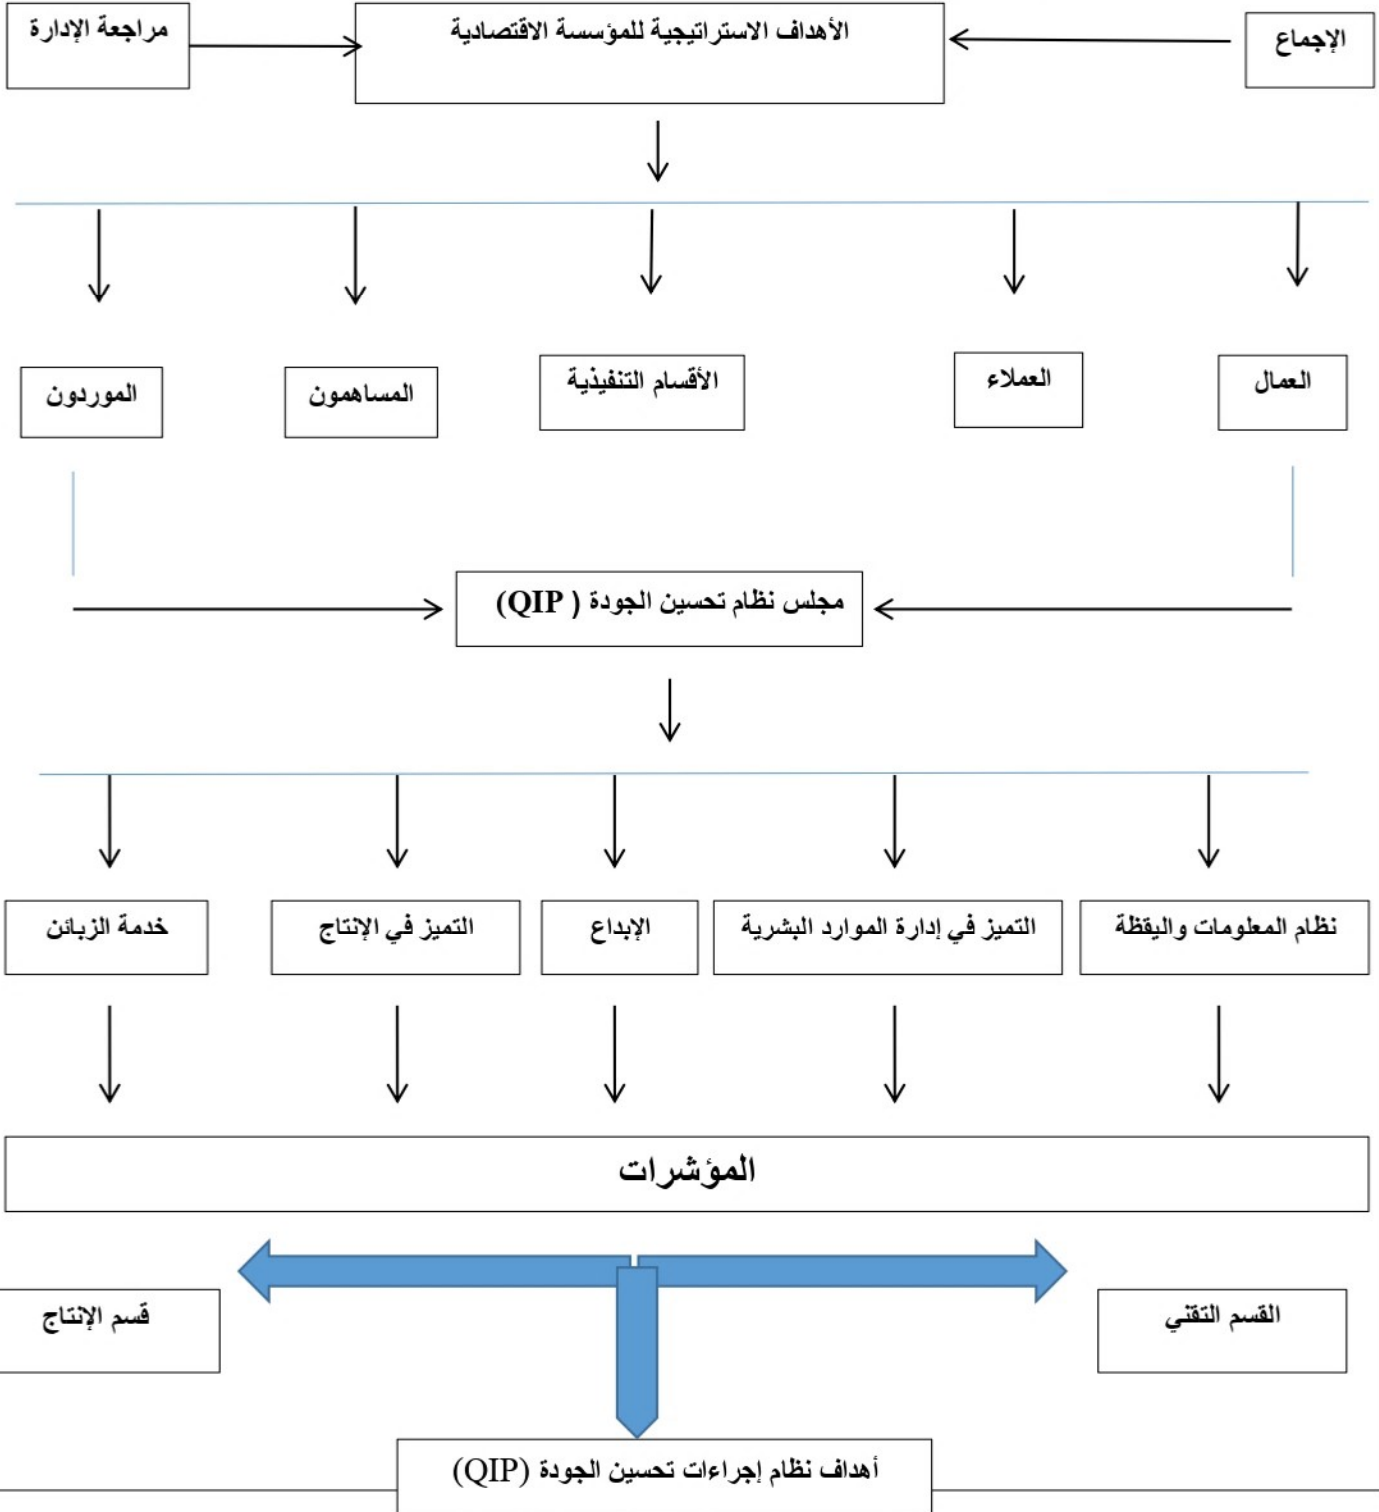 الإجماع
الأهداف الاستراتيجية للمؤسسة الاقتصادية
مراجعة الإدارة
العمال
العملاء
الأقسام التنفيذية
المساهمون
الموردون
مجلس نظام تحسين الجودة ( QIP)
نظام المعلومات واليقظة
التميز في إدارة الموارد البشرية
الإبداع
التميز في الإنتاج
خدمة الزبائن
المؤشرات
القسم التقني
قسم الإنتاج
أهداف نظام إجراءات تحسين الجودة (QIP)